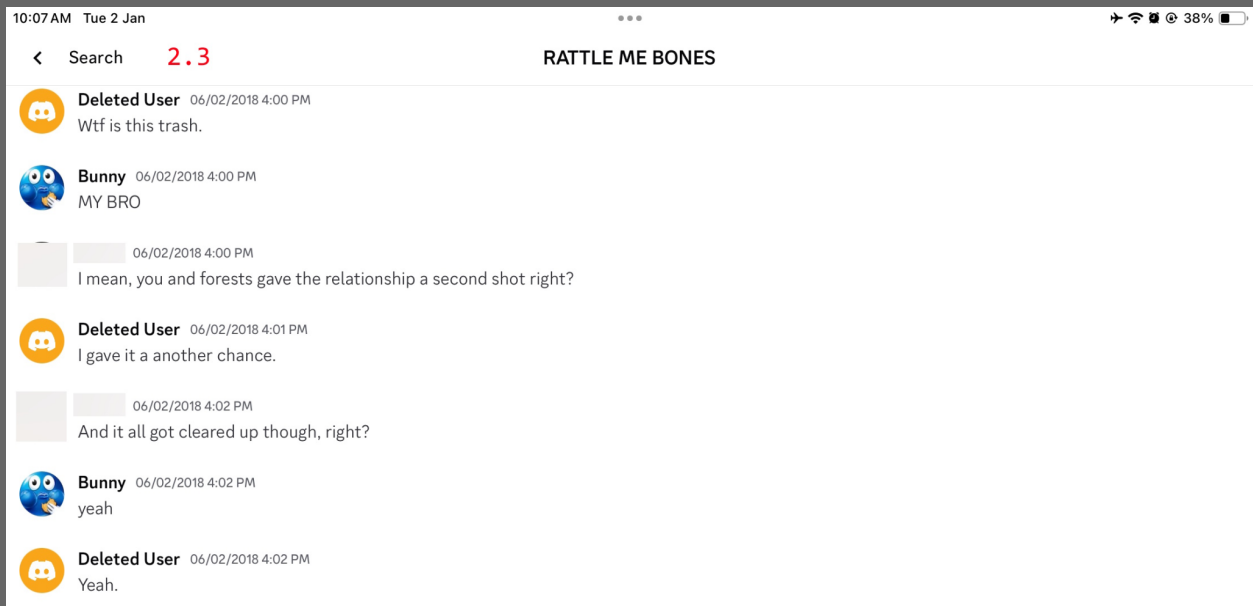 10:07 AM Tue 2 Jan 38%
Search 2.3 RATTLE ME BONES
Deleted User 06/02/2018 4:00 PM
Wtf is this trash.
Bunny 06/02/2018 4:00 PM
MY BRO
06/02/2018 4:00 PM
I mean, you and forests gave the relationship a second shot right?
Deleted User 06/02/2018 4:01 PM
I gave it a another chance.
06/02/2018 4:02 PM
And it all got cleared up though, right?
Bunny 06/02/2018 4:02 PM
yeah
Deleted User 06/02/2018 4:02 PM
Yeah.